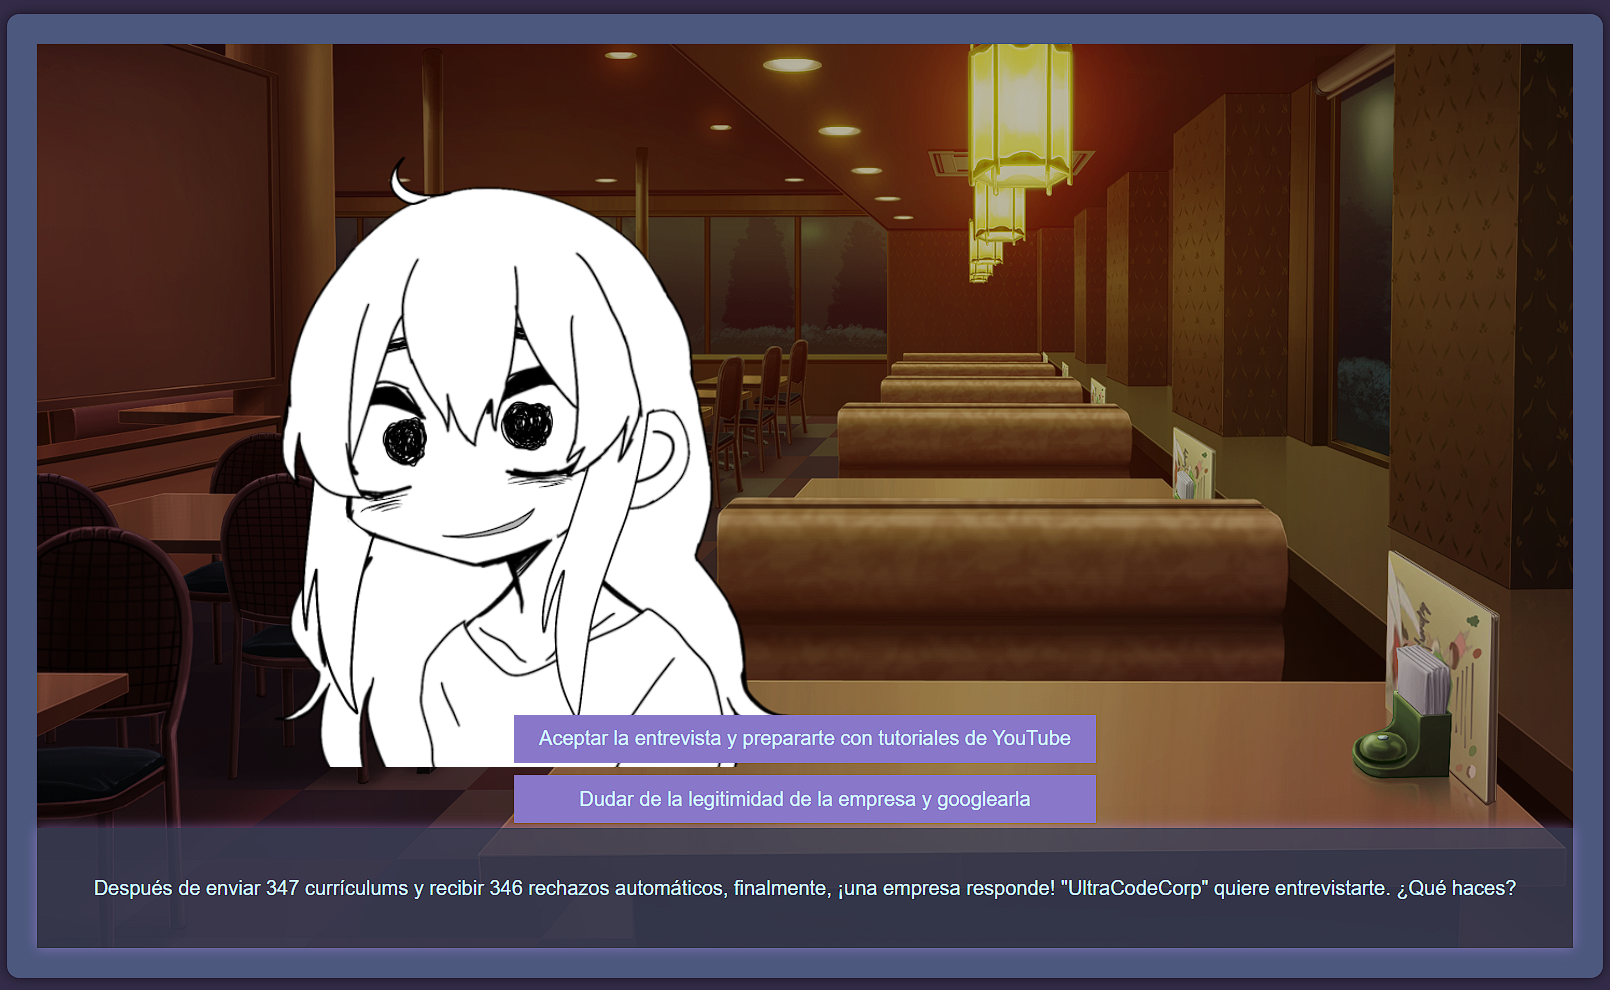 Aceptar la entrevista y prepararte con tutoriales de YouTube
Dudar de la legitimidad de la empresa y googlearla
Después de enviar 347 currículums y recibir 346 rechazos automáticos, finalmente, ¡una empresa responde! "UltraCodeCorp" quiere entrevistarte. ¿Qué haces?